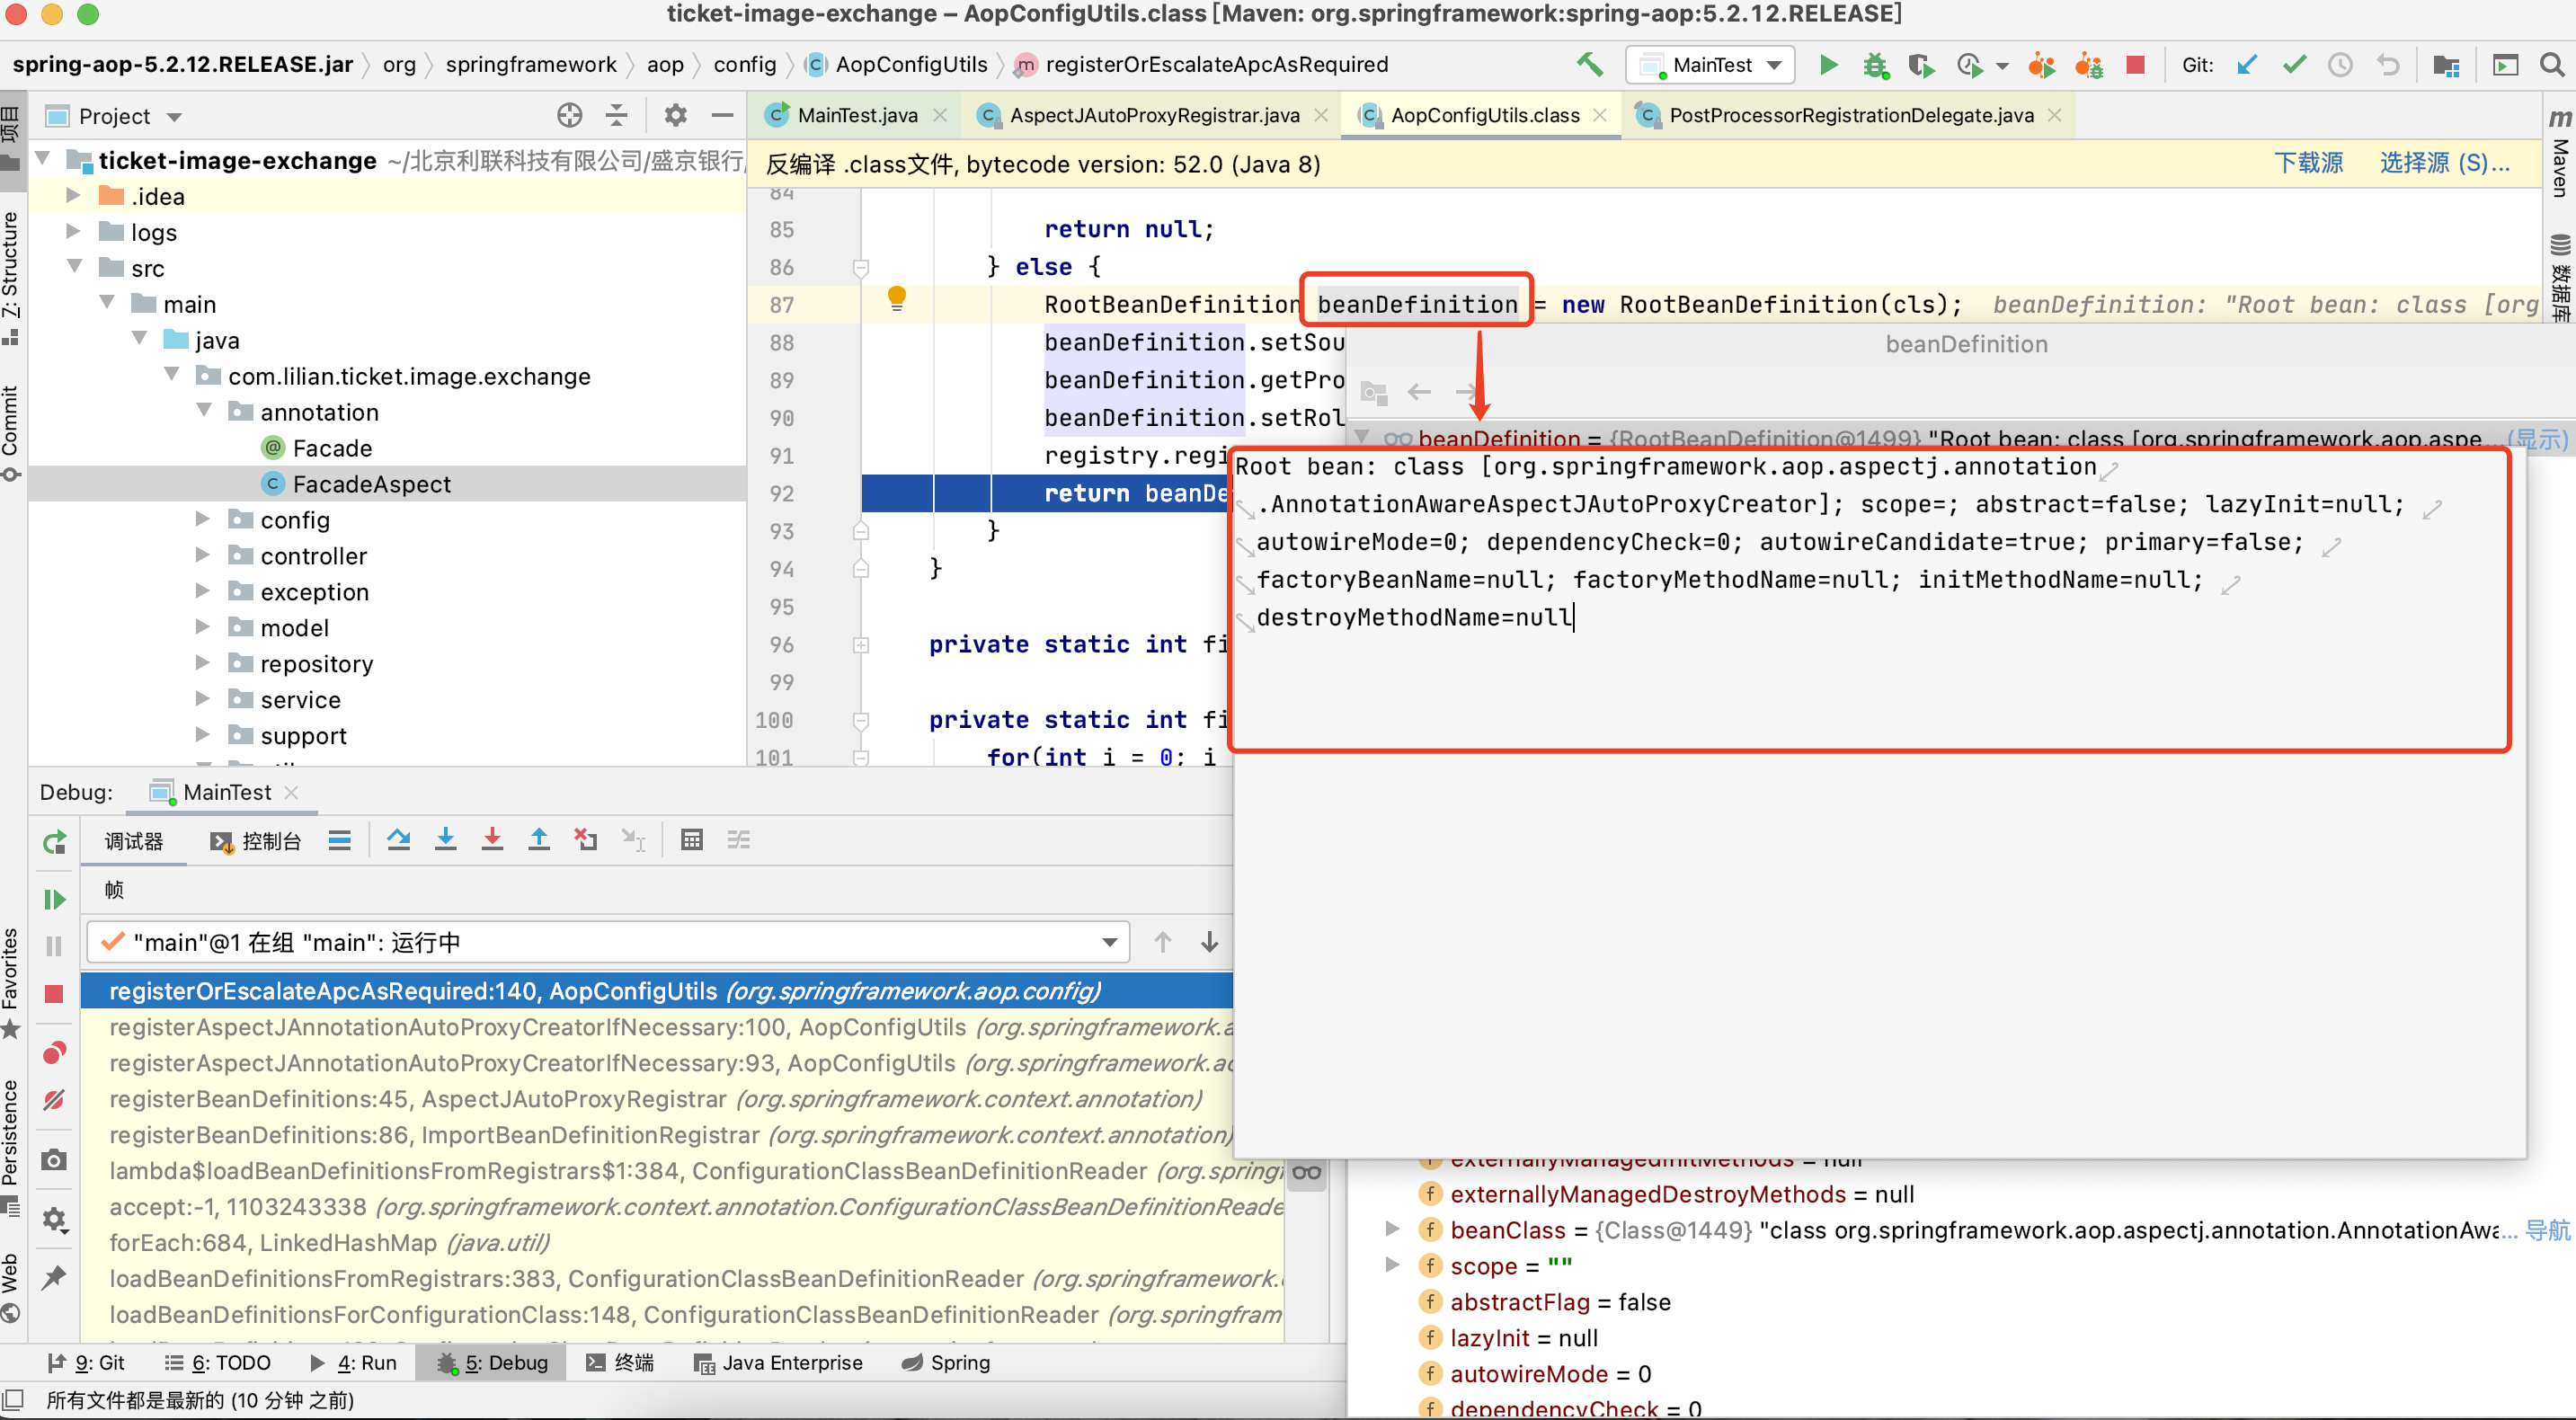 ticket-image-exchange – AopConfigUtils.class [Maven: org.springframework:spring-aop:5.2.12.RELEASE]
spring-aop-5.2.12.RELEASE.jar org springframework aop config AopConfigUtils registerOrEscalateApcAsRequired MainTest Git:
Project MainTest.java AspectJAutoProxyRegistrar.java AopConfigUtils.class PostProcessorRegistrationDelegate.java
项目
Z: Structure
Commit
Favorites
Persistence
Web
Maven
数据库
ticket-image-exchange ~/北京利联科技有限公司/盛京银行/
.idea
logs
src
main
java
com.lilian.ticket.image.exchange
annotation
Facade
FacadeAspect
config
controller
exception
model
repository
service
support
反编译 .class文件, bytecode version: 52.0 (Java 8) 下载源 选择源 (S)...
84
85 return null;
86 } else {
87 RootBeanDefinition beanDefinition = new RootBeanDefinition(cls); beanDefinition: "Root bean: class [org
88 beanDefinition.setSou
89 beanDefinition.getPro
90 beanDefinition.setRol
91 registry.regi
92 return beanDe
93 }
94 }
95
96 private static int fi
99
100 private static int fi
101 for(int i = 0; i
beanDefinition
beanDefinition = {RootBeanDefinition@1499} "Root bean: class [org.springframework.aop.aspe... (显示)
Root bean: class [org.springframework.aop.aspectj.annotation
.AnnotationAwareAspectJAutoProxyCreator]; scope=; abstract=false; lazyInit=null;
autowireMode=0; dependencyCheck=0; autowireCandidate=true; primary=false;
factoryBeanName=null; factoryMethodName=null; initMethodName=null;
destroyMethodName=null
externallyManagedInitMethods = null
externallyManagedDestroyMethods = null
beanClass = {Class@1449} "class org.springframework.aop.aspectj.annotation.AnnotationAwa... 导航
scope = ""
abstractFlag = false
lazyInit = null
autowireMode = 0
dependencyCheck = 0
Debug: MainTest
调试器 控制台
帧
"main"@1 在组 "main": 运行中
registerOrEscalateApcAsRequired:140, AopConfigUtils (org.springframework.aop.config)
registerAspectJAnnotationAutoProxyCreatorIfNecessary:100, AopConfigUtils (org.springframework.a
registerAspectJAnnotationAutoProxyCreatorIfNecessary:93, AopConfigUtils (org.springframework.ao
registerBeanDefinitions:45, AspectJAutoProxyRegistrar (org.springframework.context.annotation)
registerBeanDefinitions:86, ImportBeanDefinitionRegistrar (org.springframework.context.annotation)
lambda$loadBeanDefinitionsFromRegistrars$1:384, ConfigurationClassBeanDefinitionReader (org.spring
accept:-1, 1103243338 (org.springframework.context.annotation.ConfigurationClassBeanDefinitionReade
forEach:684, LinkedHashMap (java.util)
loadBeanDefinitionsFromRegistrars:383, ConfigurationClassBeanDefinitionReader (org.springframework.
loadBeanDefinitionsForConfigurationClass:148, ConfigurationClassBeanDefinitionReader (org.springfram
9: Git 6: TODO 4: Run 5: Debug 终端 Java Enterprise Spring
所有文件都是最新的 (10 分钟 之前)